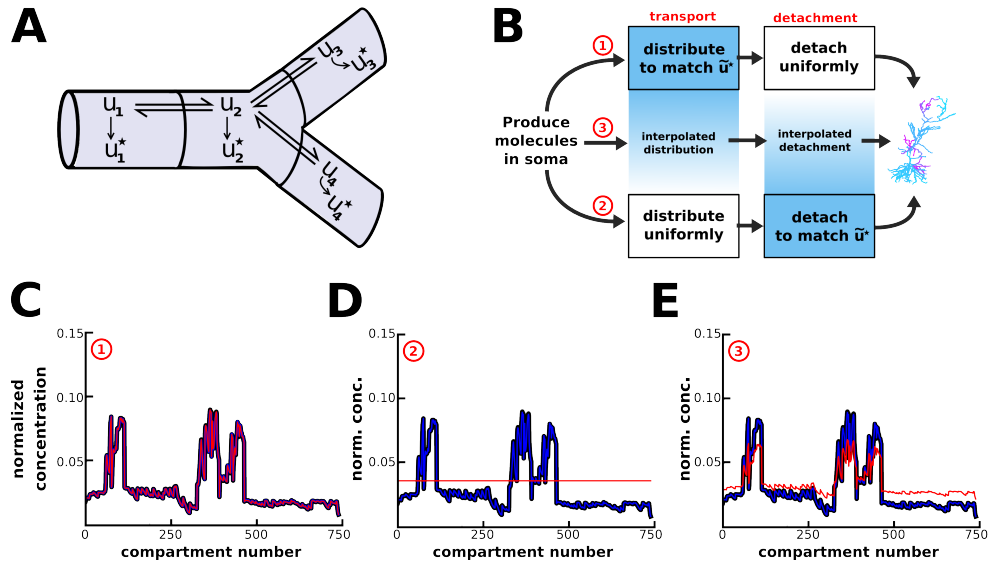 A
u₁
u₂
u₃
u₃*
u₁*
u₂*
u₄
u₄*
B
transport
detachment
1
distribute
to match ũ*
detach
uniformly
Produce
molecules
in soma
3
interpolated
distribution
interpolated
detachment
2
distribute
uniformly
detach
to match ũ*
C
normalized
concentration
0.15
0.10
0.05
1
0
250
500
750
compartment number
D
norm. conc.
0.15
0.10
0.05
2
0
250
500
750
compartment number
E
norm. conc.
0.15
0.10
0.05
3
0
250
500
750
compartment number